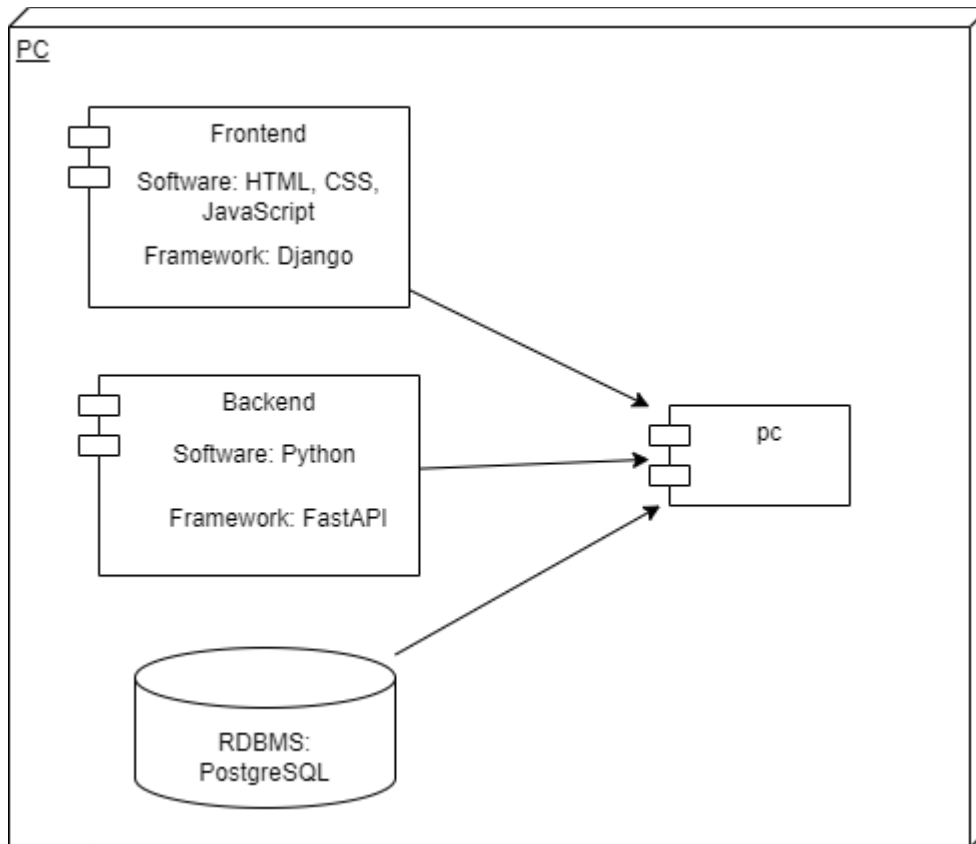 PC
Frontend
Software: HTML, CSS,
JavaScript
Framework: Django
Backend
Software: Python
Framework: FastAPI
pc
RDBMS:
PostgreSQL